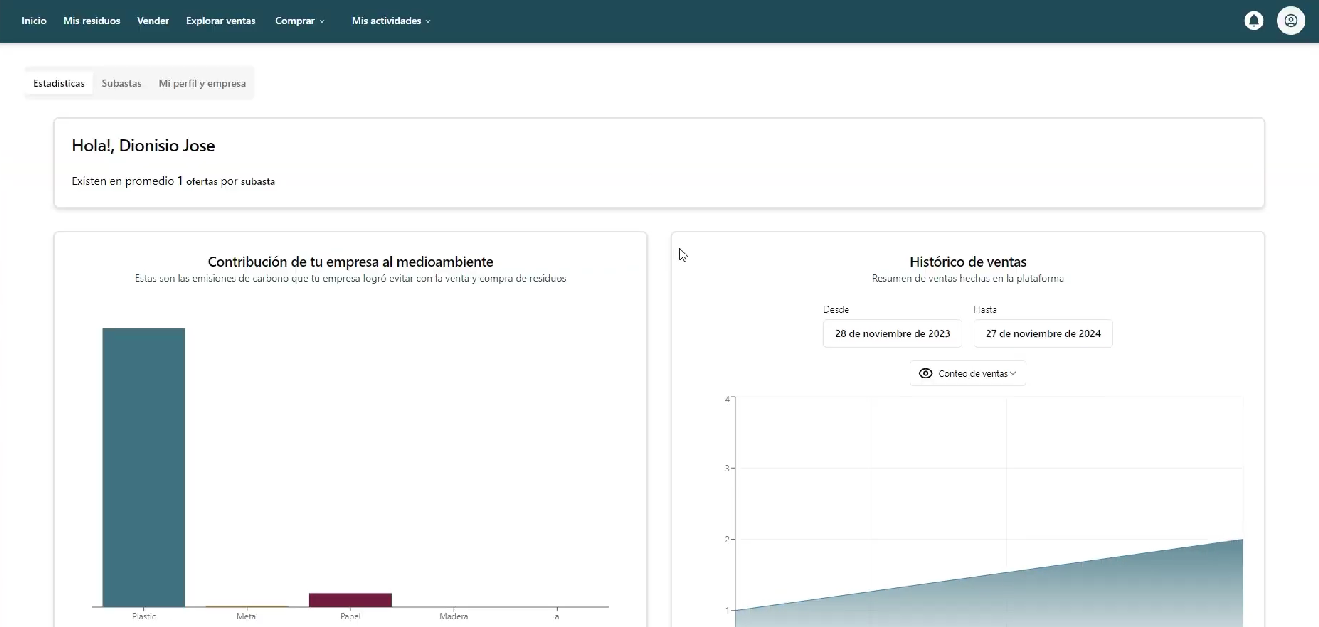 Inicio Mis residuos Vender Explorar ventas Comprar Mis actividades
Estadísticas Subastas Mi perfil y empresa
Hola!, Dionisio Jose
Existen en promedio 1 ofertas por subasta
Contribución de tu empresa al medioambiente
Estas son las emisiones de carbono que tu empresa logró evitar con la venta y compra de residuos
Plastic Meta Papel Madera a
Histórico de ventas
Resumen de ventas hechas en la plataforma
Desde Hasta
28 de noviembre de 2023 27 de noviembre de 2024
Conteo de ventas
4
3
2
1